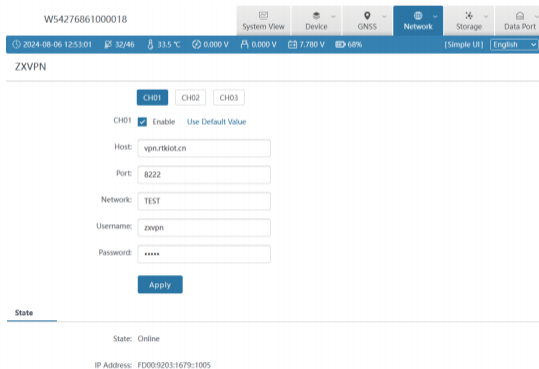 WS4276861000018
System View
Device
GNSS
Network
Storage
Data Port
2024-08-06 12:53:01 32/46 33.5 ℃ 0.000 V 0.000 V 7.780 V 68% [Simple UI] English
ZXVPN
CH01 CH02 CH03
CH01 Enable Use Default Value
Host: vpn.rtkiot.cn
Port: 8222
Network: TEST
Username: zxvpn
Password: •••••
Apply
State
State: Online
IP Address: FD00:9203:1679::1005